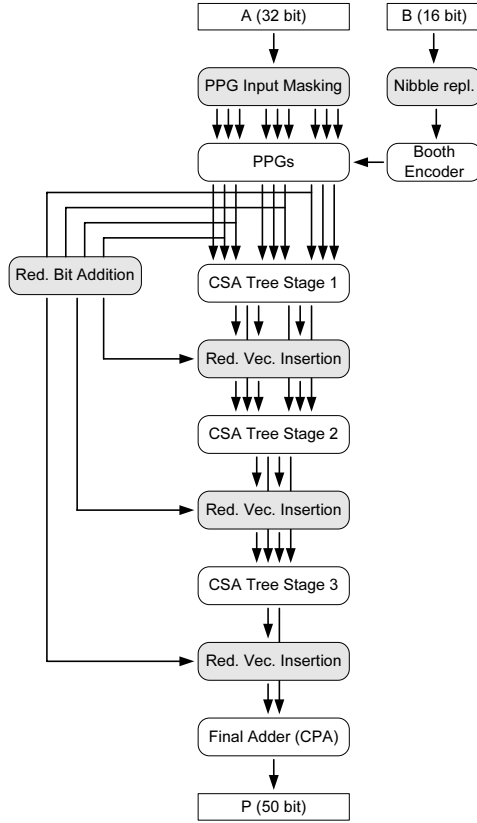 A (32 bit)
B (16 bit)
PPG Input Masking
Nibble repl.
PPGs
Booth
Encoder
Red. Bit Addition
CSA Tree Stage 1
Red. Vec. Insertion
CSA Tree Stage 2
Red. Vec. Insertion
CSA Tree Stage 3
Red. Vec. Insertion
Final Adder (CPA)
P (50 bit)